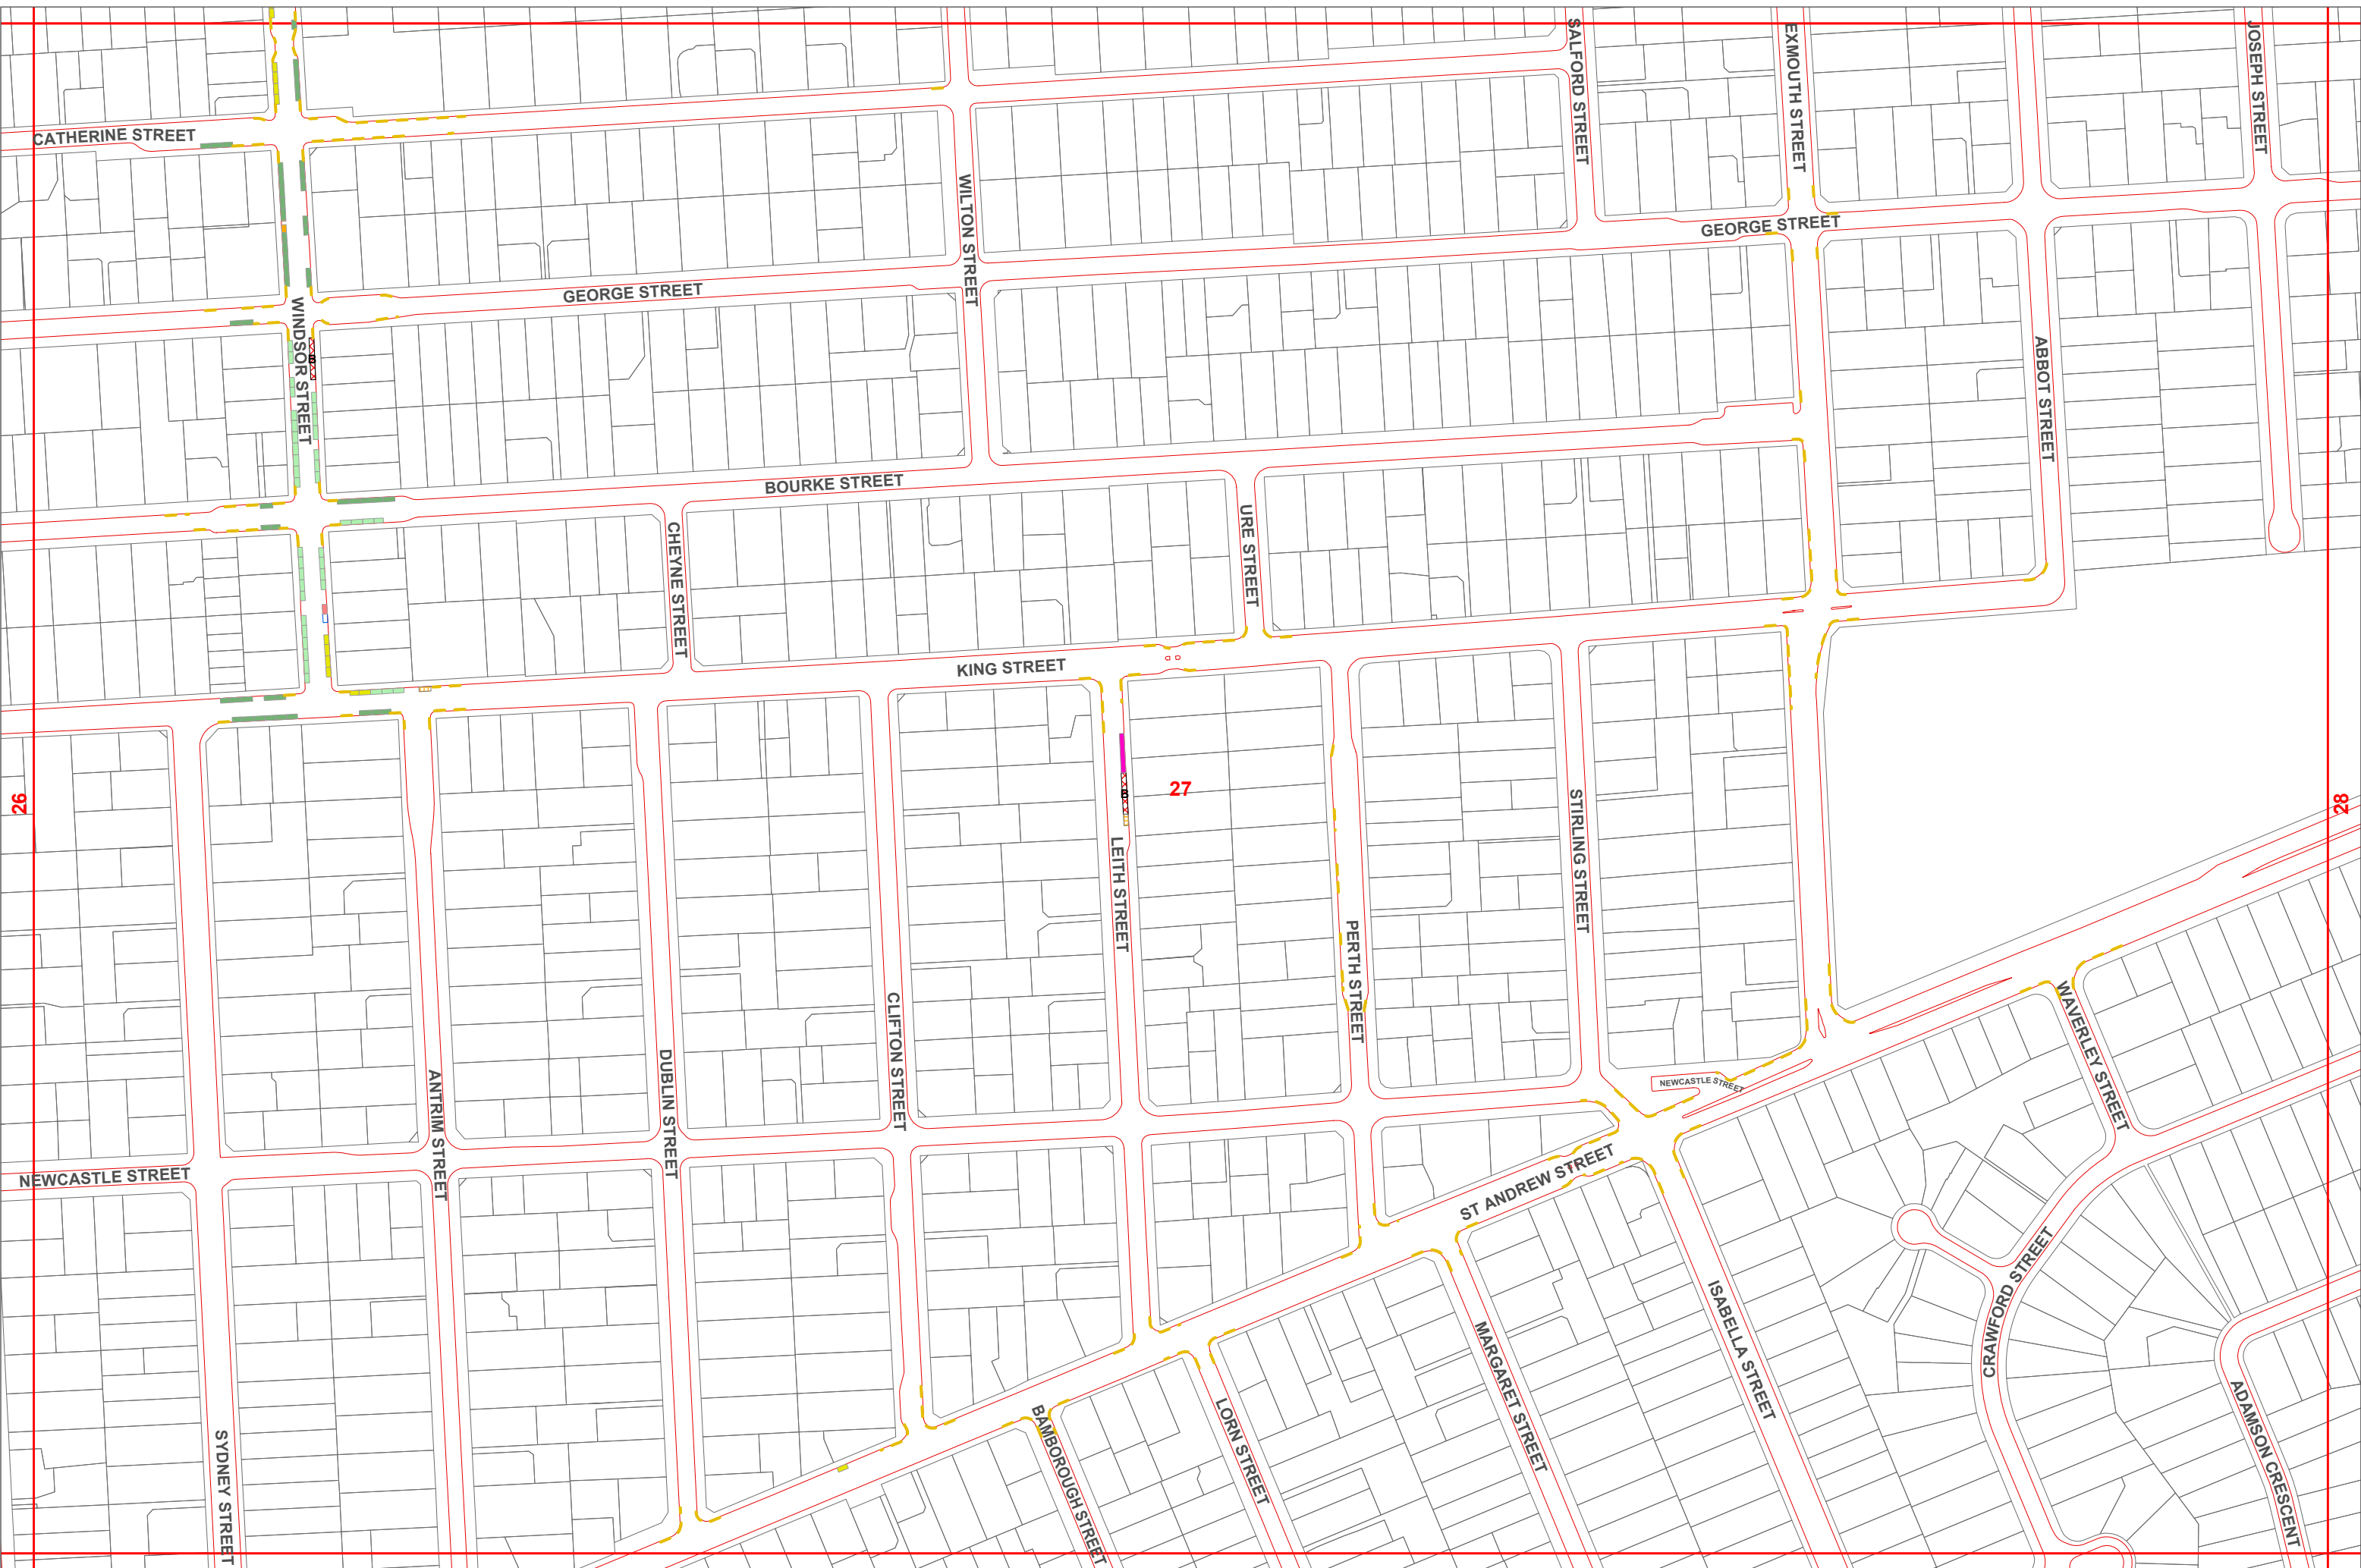 SALFORD STREET
EXMOUTH STREET
JOSEPH STREET
CATHERINE STREET
WILTON STREET
GEORGE STREET
GEORGE STREET
WINDSOR STREET
B
ABBOT STREET
BOURKE STREET
URE STREET
CHEYNE STREET
KING STREET
26
27
28
B
STIRLING STREET
LEITH STREET
PERTH STREET
CLIFTON STREET
WAVERLEY STREET
DUBLIN STREET
ANTRIM STREET
NEWCASTLE STREET
NEWCASTLE STREET
ST ANDREW STREET
CRAWFORD STREET
ISABELLA STREET
MARGARET STREET
ADAMSON CRESCENT
LORN STREET
BAMBOROUGH STREET
SYDNEY STREET